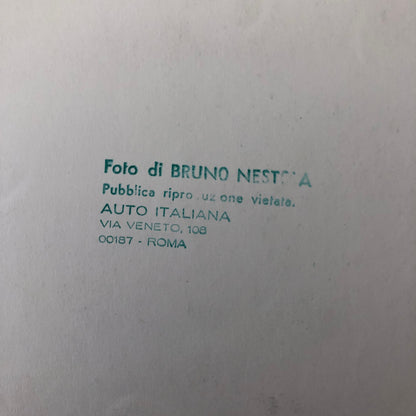 Foto di BRUNO
Pubblica vietata.
AUTO ITALIANA
VIA VENETO, 108
00187 - ROMA